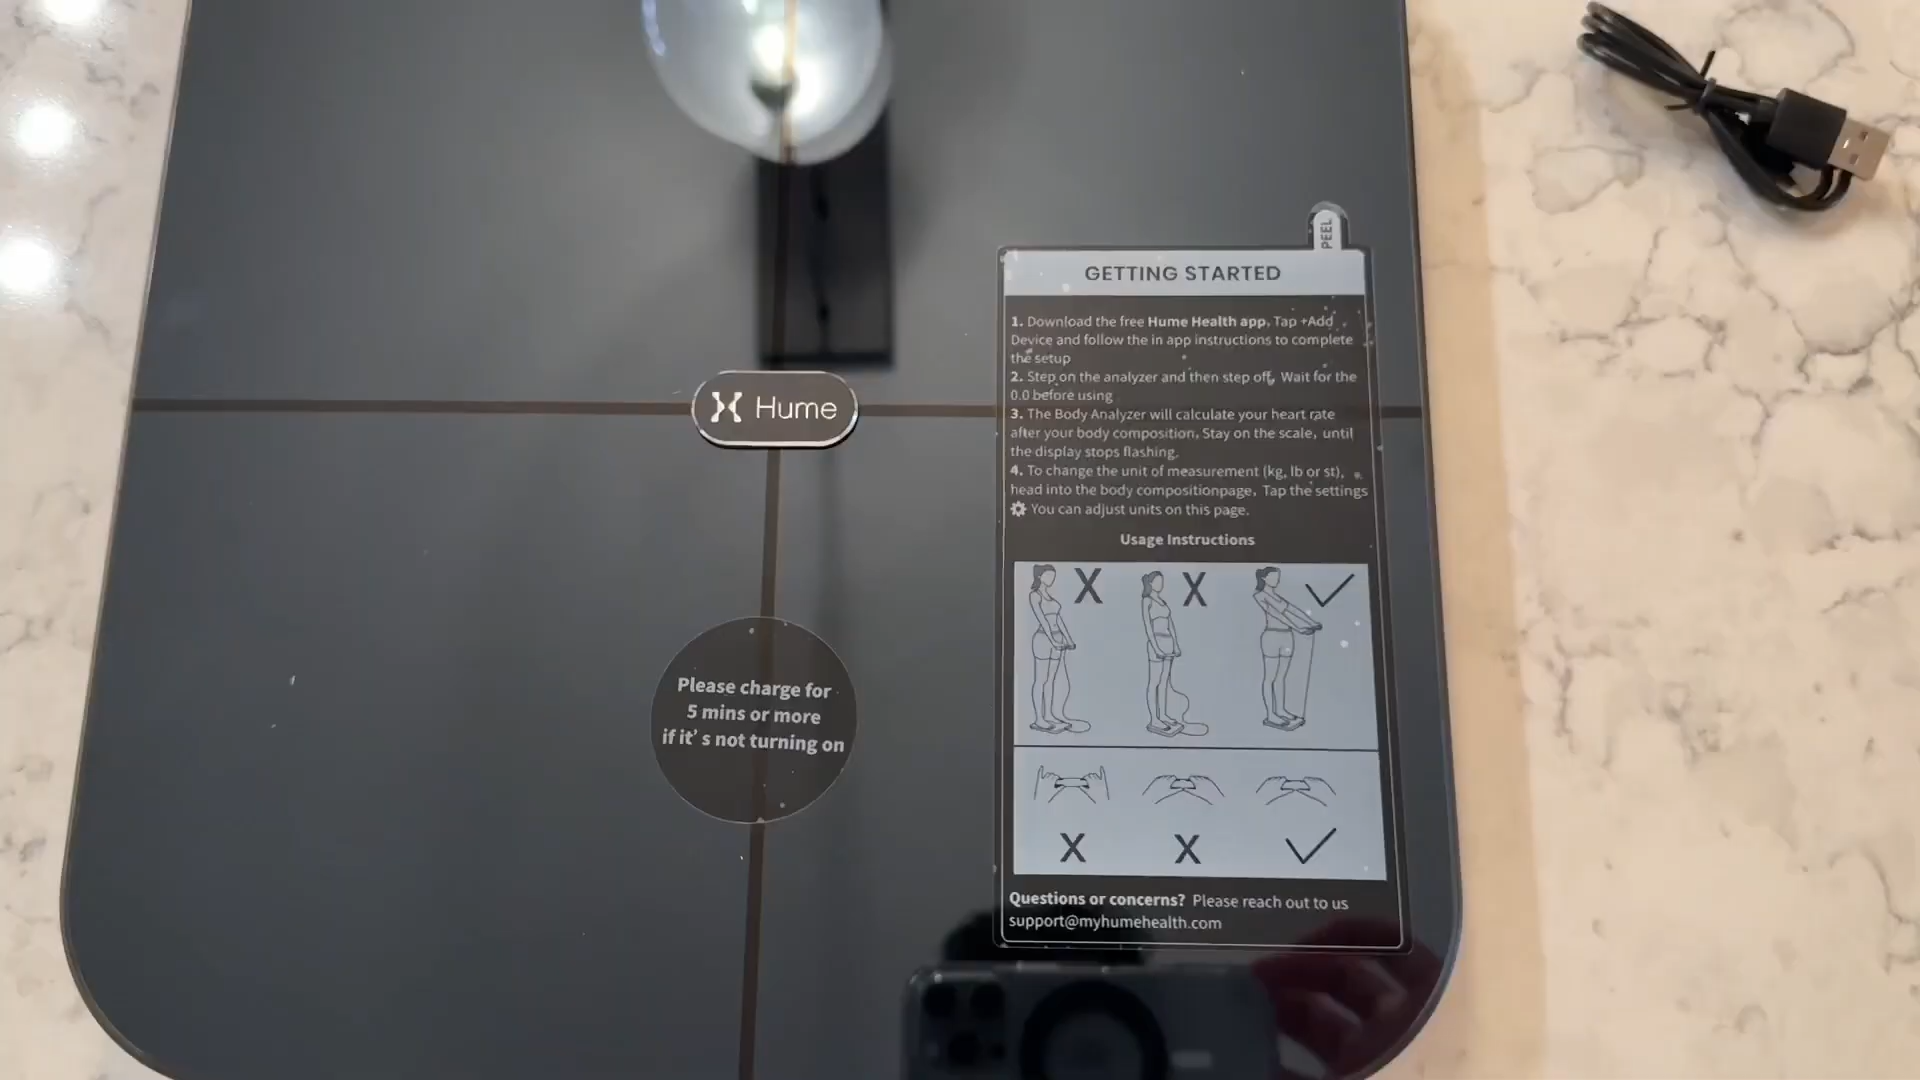 PEEL
GETTING STARTED
1. Download the free Hume Health app, Tap +Add
Device and follow the in app instructions to complete
the setup
2. Step on the analyzer and then step off, Wait for the
0.0 before using
3. The Body Analyzer will calculate your heart rate
after your body composition, Stay on the scale, until
the display stops flashing.
4. To change the unit of measurement (kg, lb or st),
head into the body compositionpage, Tap the settings
You can adjust units on this page.
Usage Instructions
X X
X X
Questions or concerns? Please reach out to us
support@myhumehealth.com
Hume
Please charge for
5 mins or more
if it's not turning on